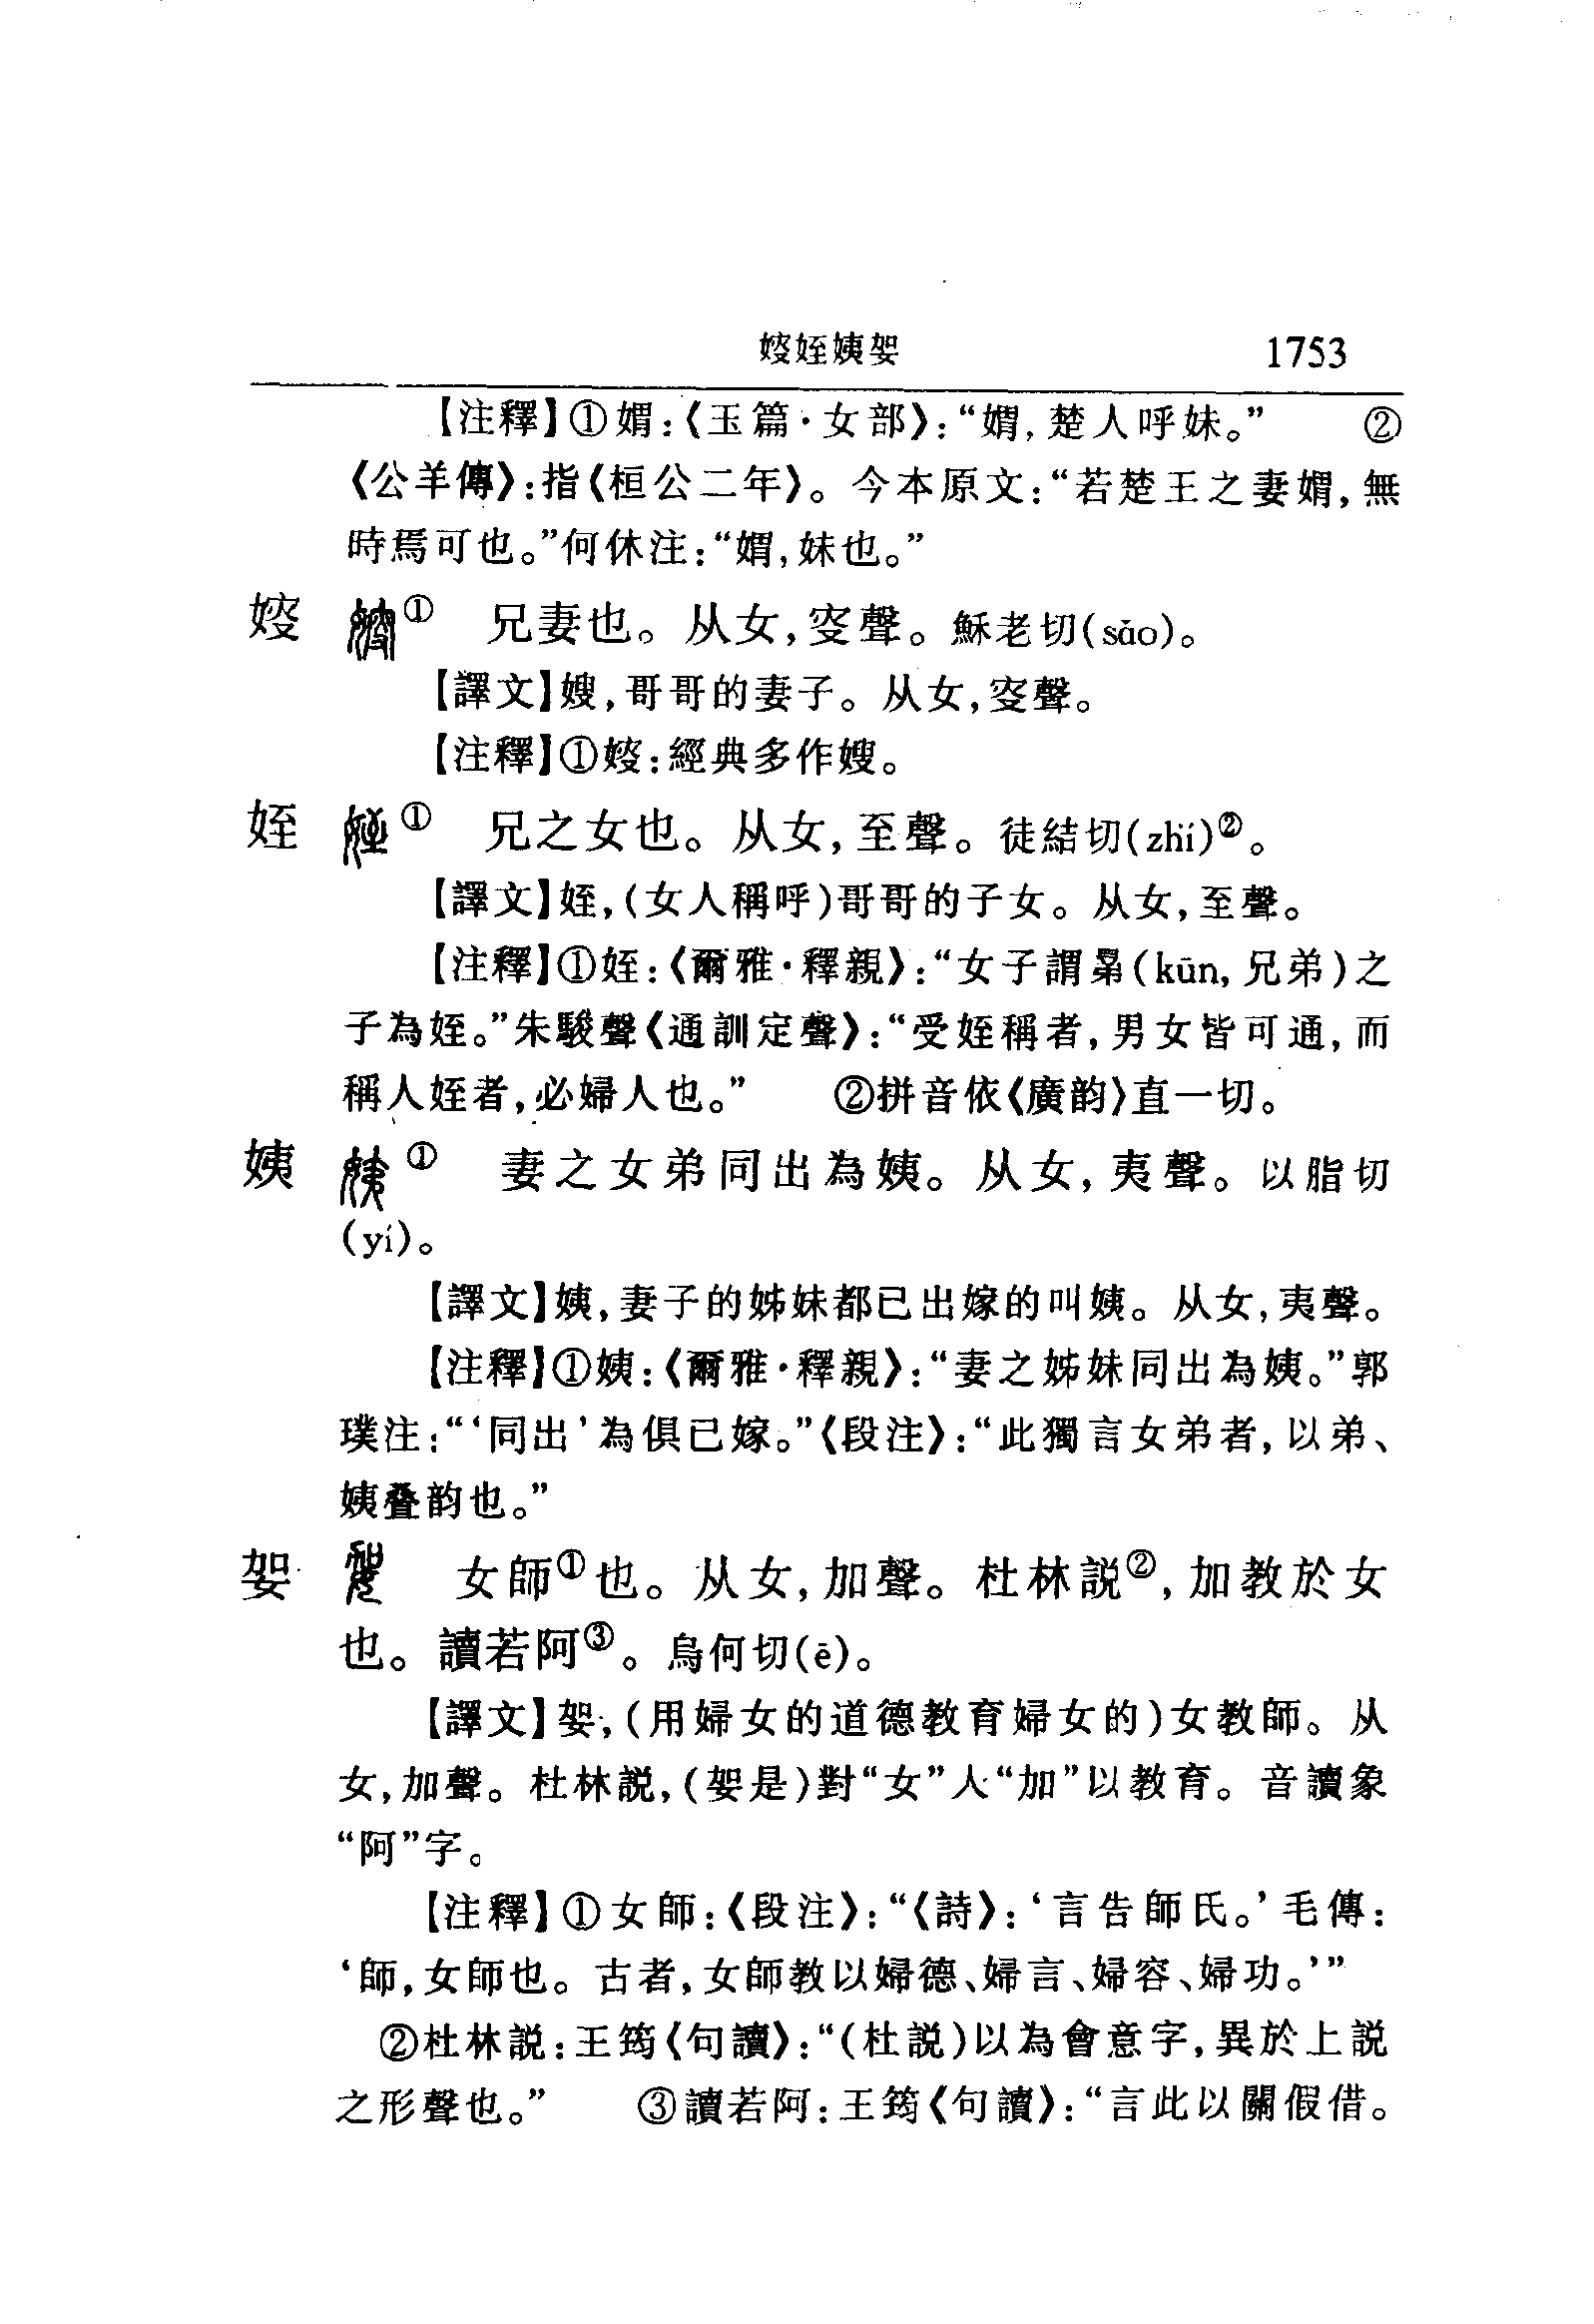 㛐姪姨妿 1753
【注釋】①媦：《玉篇·女部》：“媦，楚人呼妹。” ②
《公羊傳》：指《桓公二年》。今本原文：“若楚王之妻媦，無
時焉可也。”何休注：“媦，妹也。”
㛐 ① 兄妻也。从女，叜聲。穌老切(sǎo)。
【譯文】嫂，哥哥的妻子。从女，叜聲。
【注釋】①㛐：經典多作嫂。
姪 ① 兄之女也。从女，至聲。徒結切(zhí)②。
【譯文】姪，(女人稱呼)哥哥的子女。从女，至聲。
【注釋】①姪：《爾雅·釋親》：“女子謂晜(kūn,兄弟)之
子為姪。”朱駿聲《通訓定聲》：“受姪稱者，男女皆可通，而
稱人姪者，必婦人也。” ②拼音依《廣韵》直一切。
姨 ① 妻之女弟同出為姨。从女，夷聲。以脂切
(yí)。
【譯文】姨，妻子的姊妹都已出嫁的叫姨。从女，夷聲。
【注釋】①姨：《爾雅·釋親》：“妻之姊妹同出為姨。”郭
璞注：“‘同出’為俱已嫁。”《段注》：“此獨言女弟者，以弟、
姨叠韵也。”
妿 女師①也。从女，加聲。杜林説②，加教於女
也。讀若阿③。烏何切(ē)。
【譯文】妿，(用婦女的道德教育婦女的)女教師。从
女，加聲。杜林説，(妿是)對“女”人“加”以教育。音讀象
“阿”字。
【注釋】①女師：《段注》：“《詩》：‘言告師氏。’毛傳：
‘師，女師也。古者，女師教以婦德、婦言、婦容、婦功。’”
②杜林説：王筠《句讀》：“(杜説)以為會意字，異於上説
之形聲也。” ③讀若阿：王筠《句讀》：“言此以關假借。